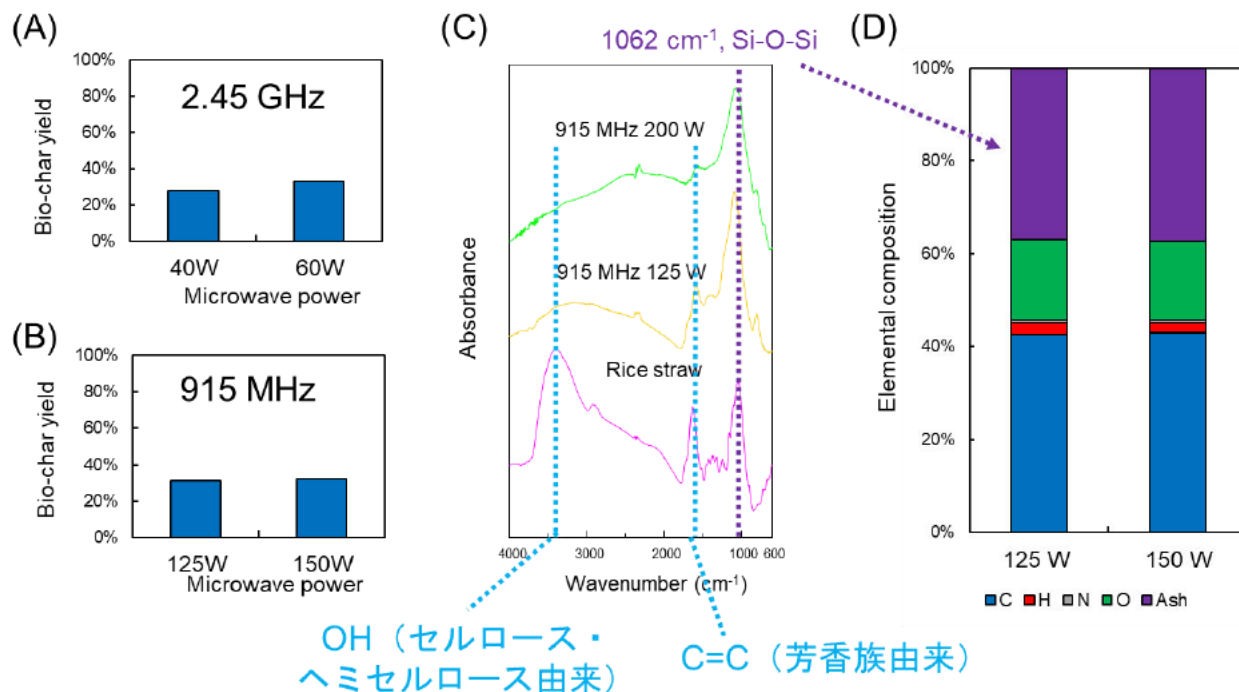 (A)
100%
80%
60%
40%
20%
0%
Bio-char yield
2.45 GHz
40W
60W
Microwave power
(B)
100%
80%
60%
40%
20%
0%
Bio-char yield
915 MHz
125W
150W
Microwave power
(C)
1062 cm⁻¹, Si-O-Si
Absorbance
915 MHz 200 W
915 MHz 125 W
Rice straw
4000
3000
2000
1000
600
Wavenumber (cm⁻¹)
OH（セルロース・
ヘミセルロース由来）
C=C（芳香族由来）
(D)
100%
80%
60%
40%
20%
0%
Elemental composition
125 W
150 W
C H N O Ash